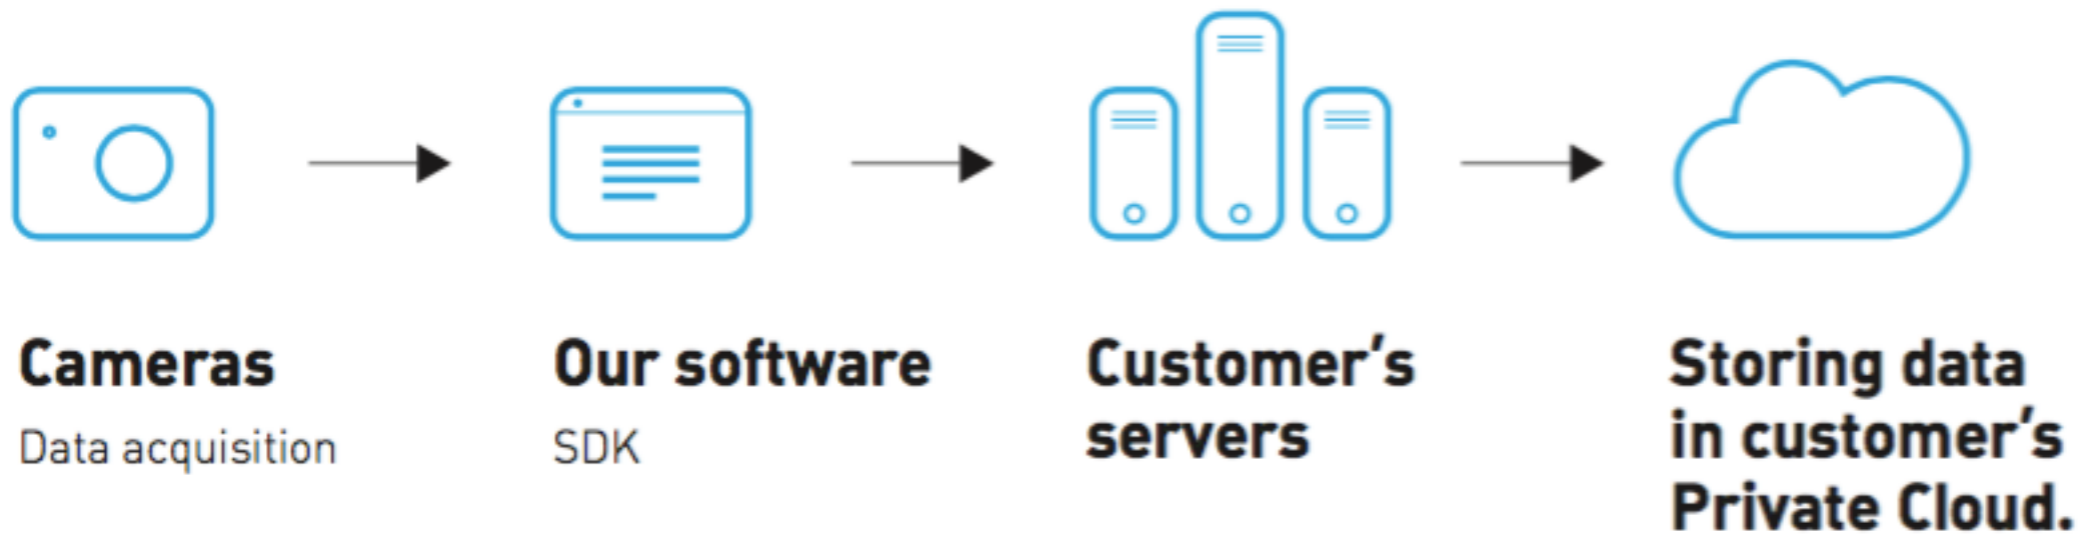 Cameras
Data acquisition
Our software
SDK
Customer’s
servers
Storing data
in customer’s
Private Cloud.